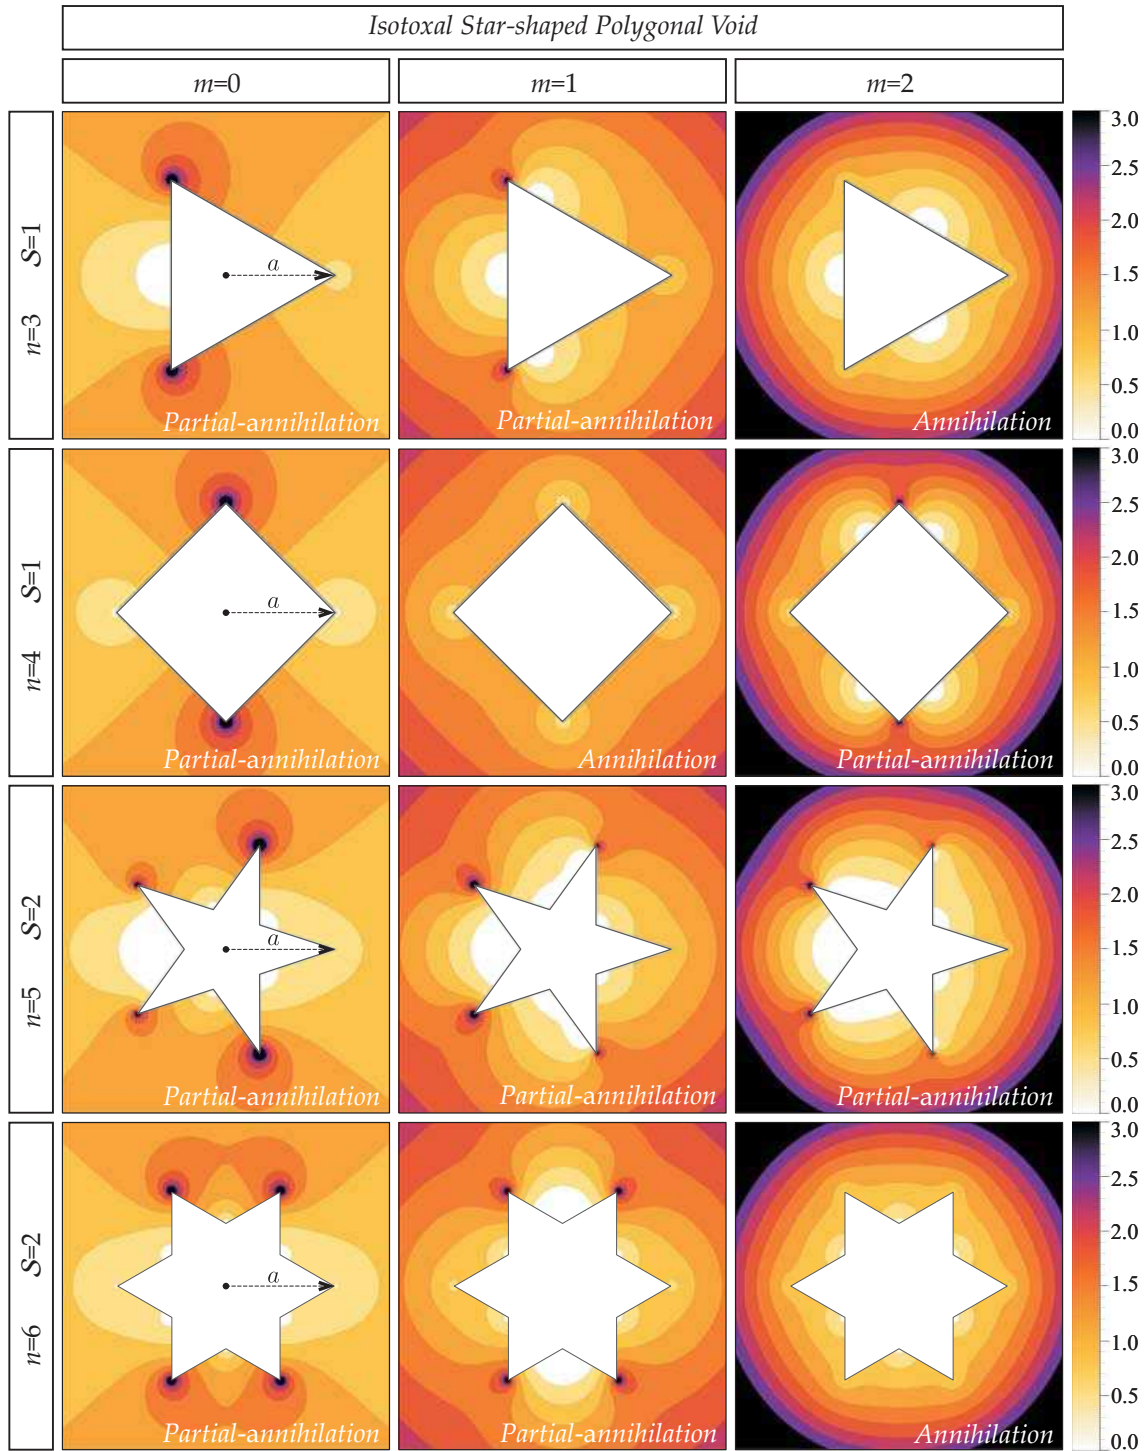 Isotoxal Star-shaped Polygonal Void
m=0
m=1
m=2
n=3 S=1
a
Partial-annihilation
Partial-annihilation
Annihilation
3.0
2.5
2.0
1.5
1.0
0.5
0.0
n=4 S=1
a
Partial-annihilation
Annihilation
Partial-annihilation
3.0
2.5
2.0
1.5
1.0
0.5
0.0
n=5 S=2
a
Partial-annihilation
Partial-annihilation
Partial-annihilation
3.0
2.5
2.0
1.5
1.0
0.5
0.0
n=6 S=2
a
Partial-annihilation
Partial-annihilation
Annihilation
3.0
2.5
2.0
1.5
1.0
0.5
0.0